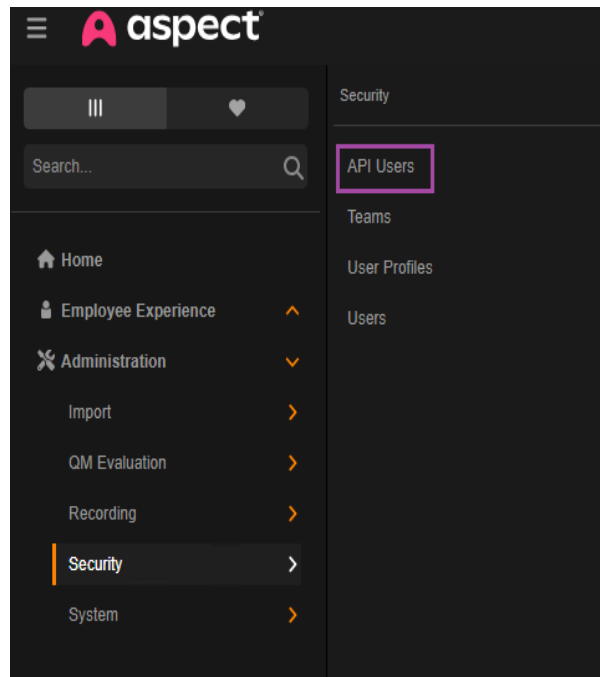 aspect
Search...
Home
Employee Experience
Administration
Import
QM Evaluation
Recording
Security
System
Security
API Users
Teams
User Profiles
Users